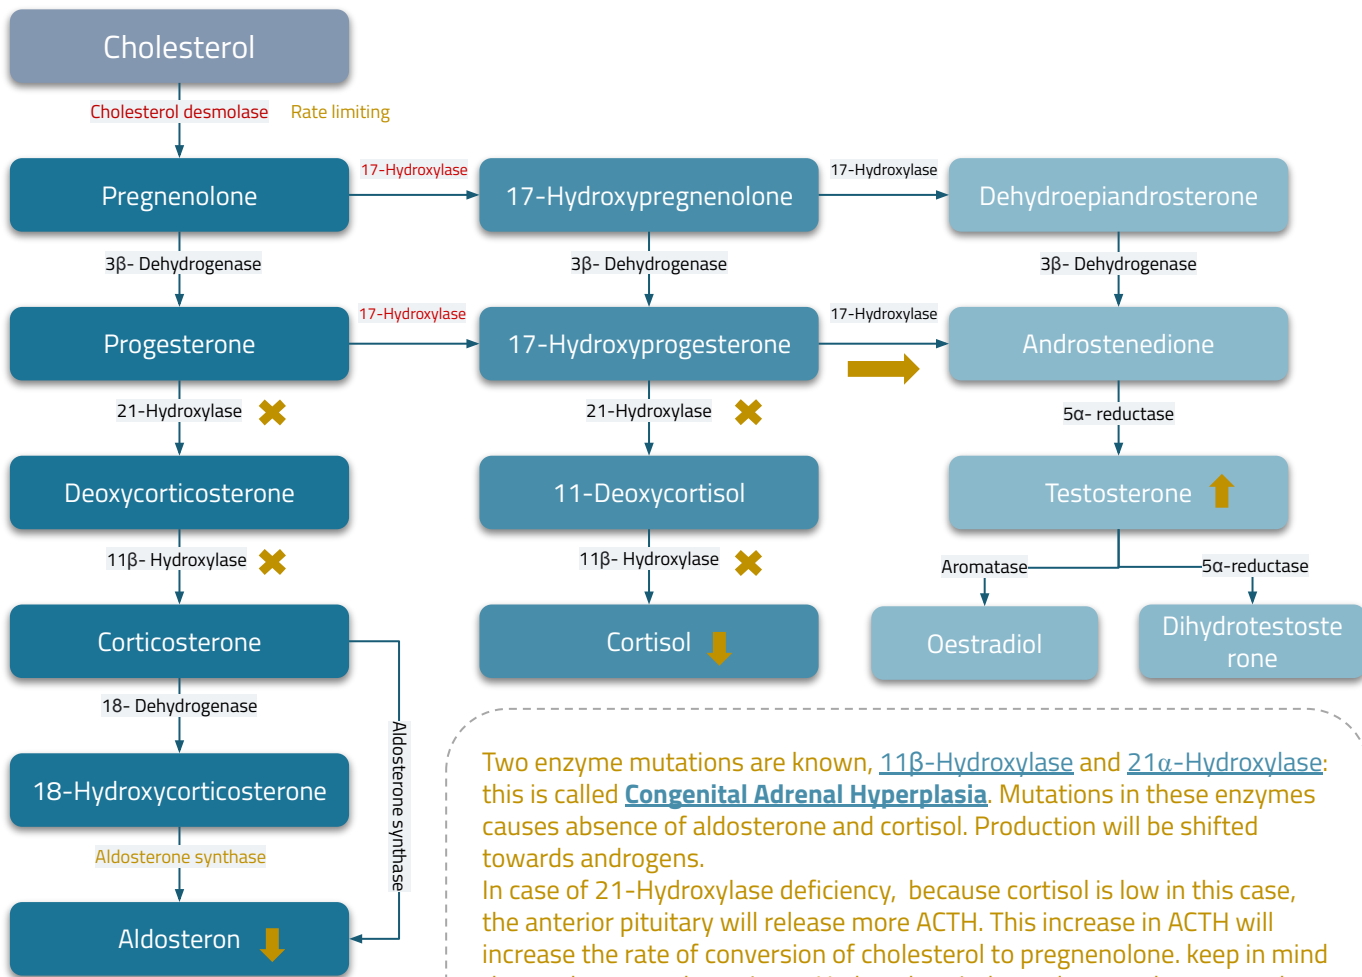 Cholesterol
Cholesterol desmolase Rate limiting
17-Hydroxylase 17-Hydroxylase
Pregnenolone 17-Hydroxypregnenolone Dehydroepiandrosterone
3β- Dehydrogenase 3β- Dehydrogenase 3β- Dehydrogenase
17-Hydroxylase 17-Hydroxylase
Progesterone 17-Hydroxyprogesterone Androstenedione
21-Hydroxylase 21-Hydroxylase 5α- reductase
Deoxycorticosterone 11-Deoxycortisol Testosterone
11β- Hydroxylase 11β- Hydroxylase
Aromatase 5α-reductase
Corticosterone Cortisol Oestradiol Dihydrotestoste
rone
18- Dehydrogenase
Aldosterone synthase
18-Hydroxycorticosterone
Aldosterone synthase
Aldosteron
Two enzyme mutations are known, 11β-Hydroxylase and 21α-Hydroxylase:
this is called Congenital Adrenal Hyperplasia. Mutations in these enzymes
causes absence of aldosterone and cortisol. Production will be shifted
towards androgens.
In case of 21-Hydroxylase deficiency, because cortisol is low in this case,
the anterior pituitary will release more ACTH. This increase in ACTH will
increase the rate of conversion of cholesterol to pregnenolone. keep in mind